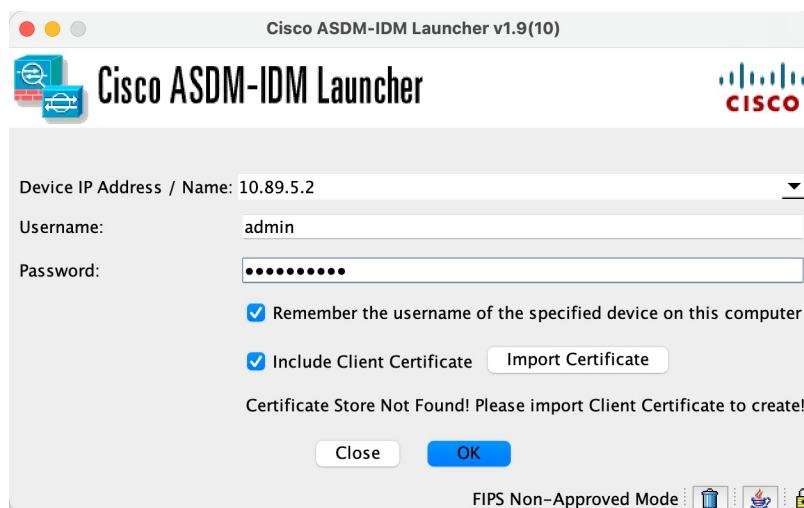 Cisco ASDM-IDM Launcher v1.9(10)
Cisco ASDM-IDM Launcher
CISCO
Device IP Address / Name: 10.89.5.2
Username: admin
Password: ••••••••••
Remember the username of the specified device on this computer
Include Client Certificate Import Certificate
Certificate Store Not Found! Please import Client Certificate to create!
Close OK
FIPS Non-Approved Mode